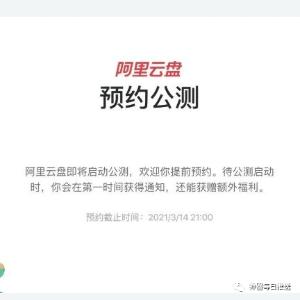 阿里云盘
预约公测
阿里云盘即将启动公测，欢迎你提前预约。待公测启动
时，你会在第一时间获得通知，还能获赠额外福利。
预约截止时间：2021/3/14 21:00